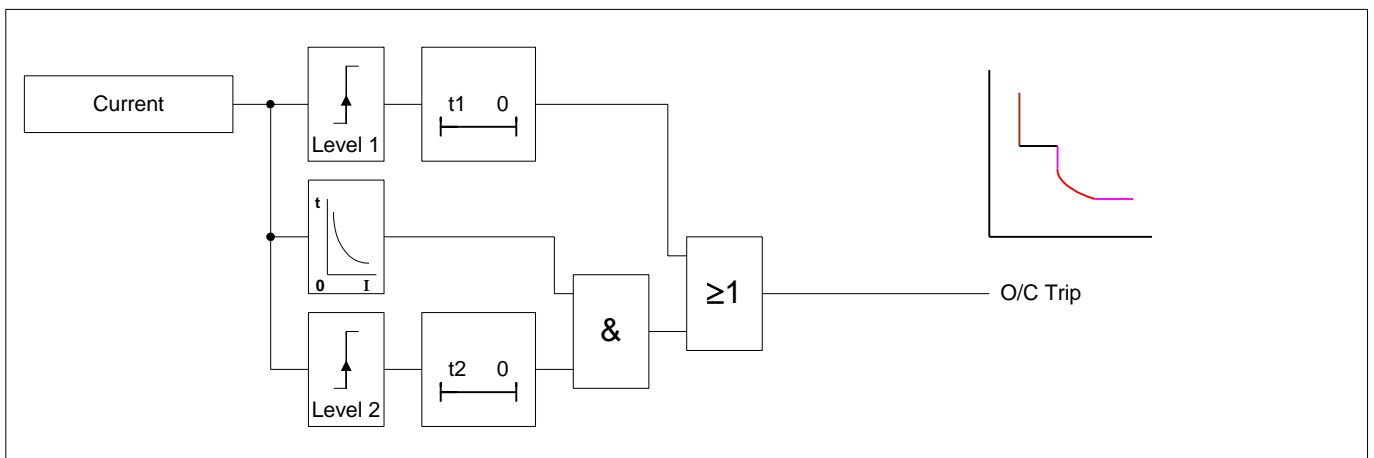 Current
Level 1
t1 0
t
0 I
Level 2
t2 0
&
≥1
O/C Trip